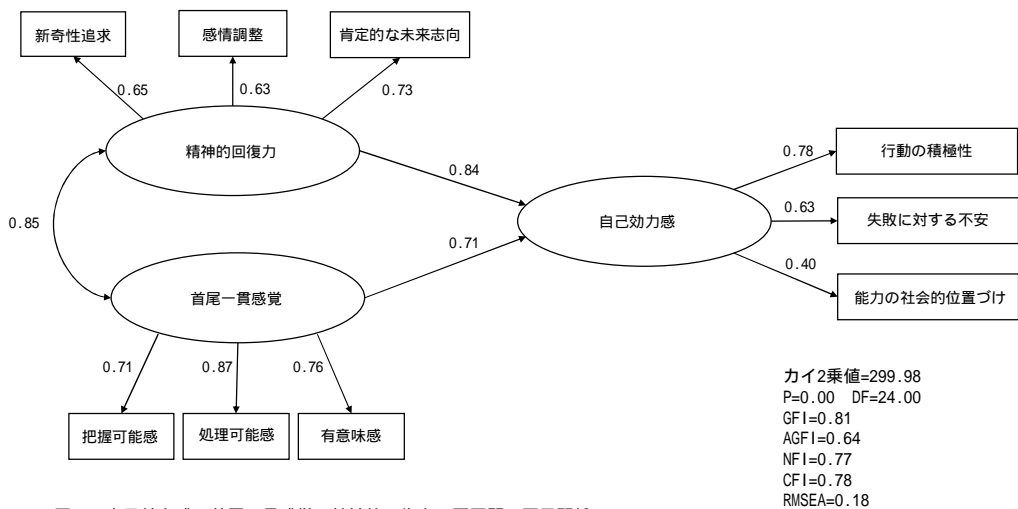 新奇性追求
感情調整
肯定的な未来志向
0.65
0.63
0.73
精神的回復力
0.84
0.85
首尾一貫感覚
0.71
自己効力感
0.78
行動の積極性
0.63
失敗に対する不安
0.40
能力の社会的位置づけ
0.71
0.87
0.76
把握可能感
処理可能感
有意味感
カイ2乗値=299.98
P=0.00 DF=24.00
GFI=0.81
AGFI=0.64
NFI=0.77
CFI=0.78
RMSEA=0.18